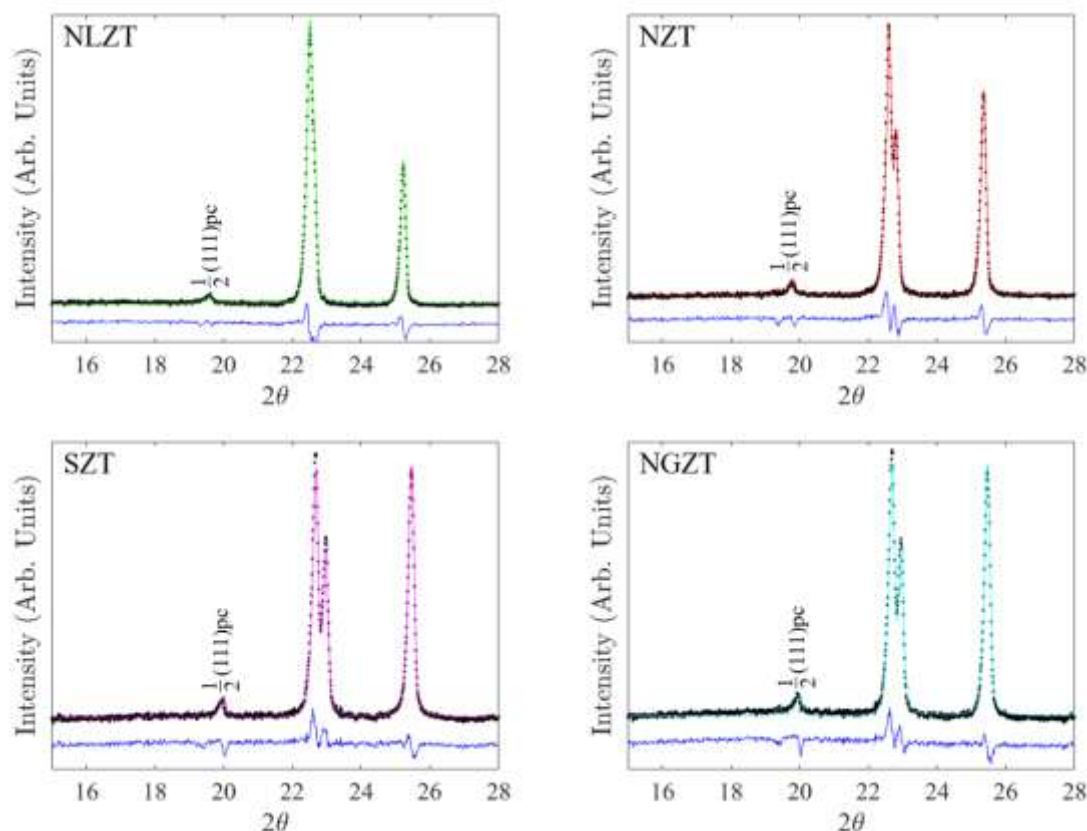 NLZT
Intensity (Arb. Units)
1/2(111)pc
16 18 20 22 24 26 28
2θ
NZT
Intensity (Arb. Units)
1/2(111)pc
16 18 20 22 24 26 28
2θ
SZT
Intensity (Arb. Units)
1/2(111)pc
16 18 20 22 24 26 28
2θ
NGZT
Intensity (Arb. Units)
1/2(111)pc
16 18 20 22 24 26 28
2θ